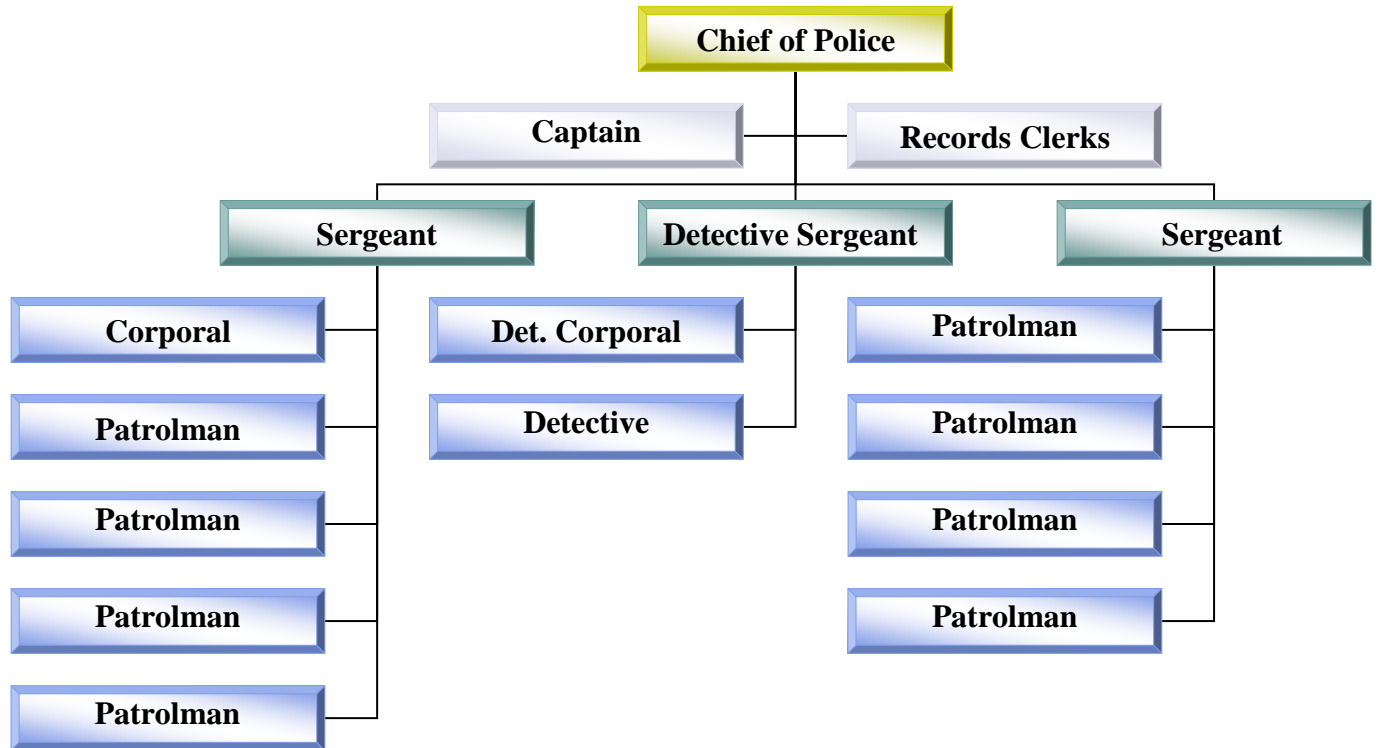 Chief of Police
Captain
Records Clerks
Sergeant
Detective Sergeant
Sergeant
Corporal
Det. Corporal
Patrolman
Patrolman
Detective
Patrolman
Patrolman
Patrolman
Patrolman
Patrolman
Patrolman